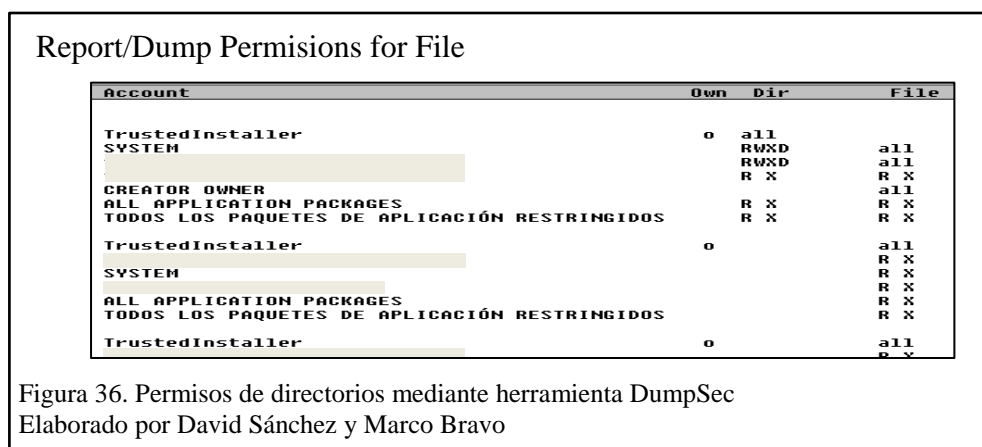 Report/Dump Permisions for File
Account Own Dir File
TrustedInstaller o all
SYSTEM RWXD all
RWXD all
R X R X
CREATOR OWNER all
ALL APPLICATION PACKAGES R X R X
TODOS LOS PAQUETES DE APLICACIÓN RESTRINGIDOS R X R X
TrustedInstaller o all
R X
SYSTEM R X
R X
ALL APPLICATION PACKAGES R X
TODOS LOS PAQUETES DE APLICACIÓN RESTRINGIDOS R X
TrustedInstaller o all
Figura 36. Permisos de directorios mediante herramienta DumpSec
Elaborado por David Sánchez y Marco Bravo